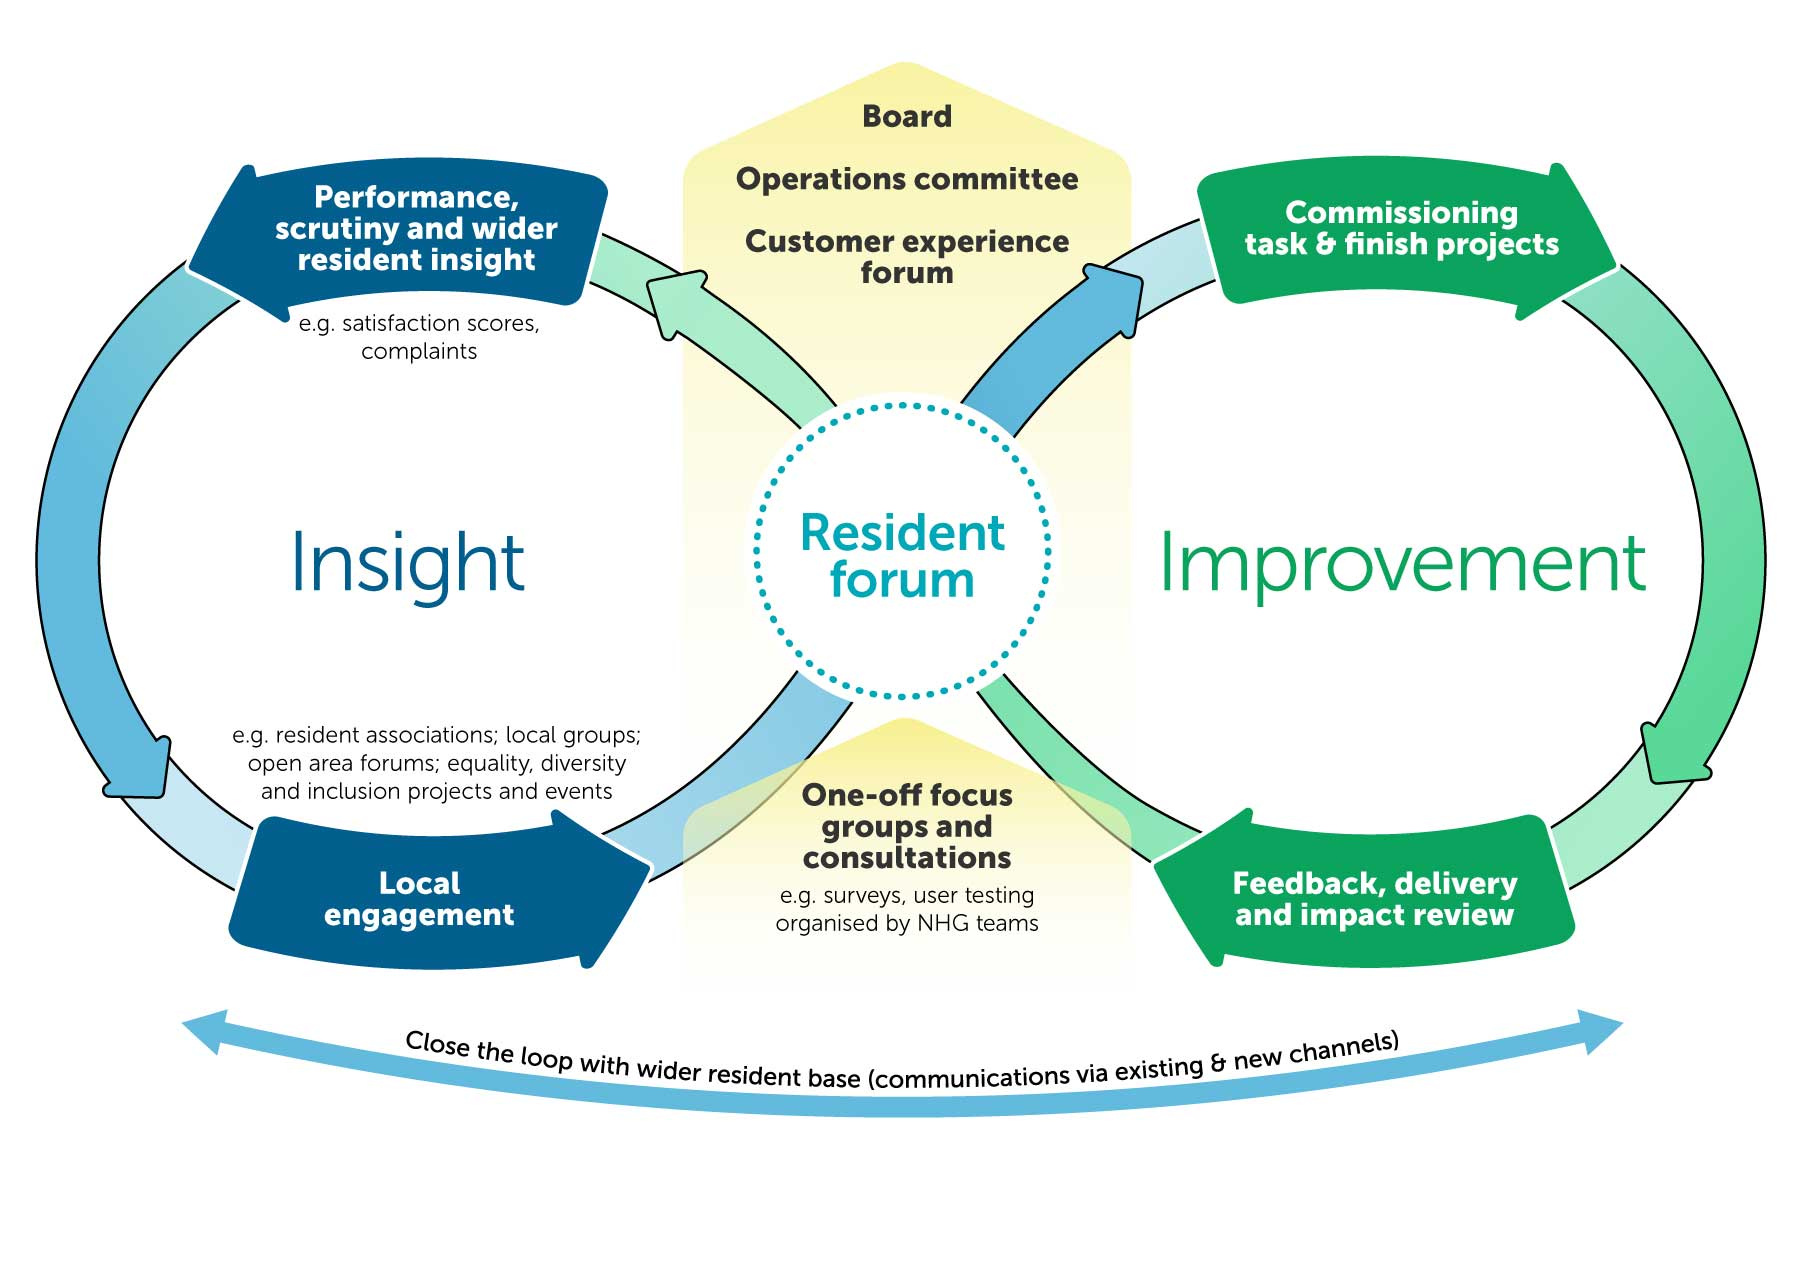 Board
Operations committee
Customer experience
forum
Performance,
scrutiny and wider
resident insight
e.g. satisfaction scores,
complaints
Commissioning
task & finish projects
Insight
Resident
forum
Improvement
e.g. resident associations; local groups;
open area forums; equality, diversity
and inclusion projects and events
Local
engagement
One-off focus
groups and
consultations
e.g. surveys, user testing
organised by NHG teams
Feedback, delivery
and impact review
Close the loop with wider resident base (communications via existing & new channels)